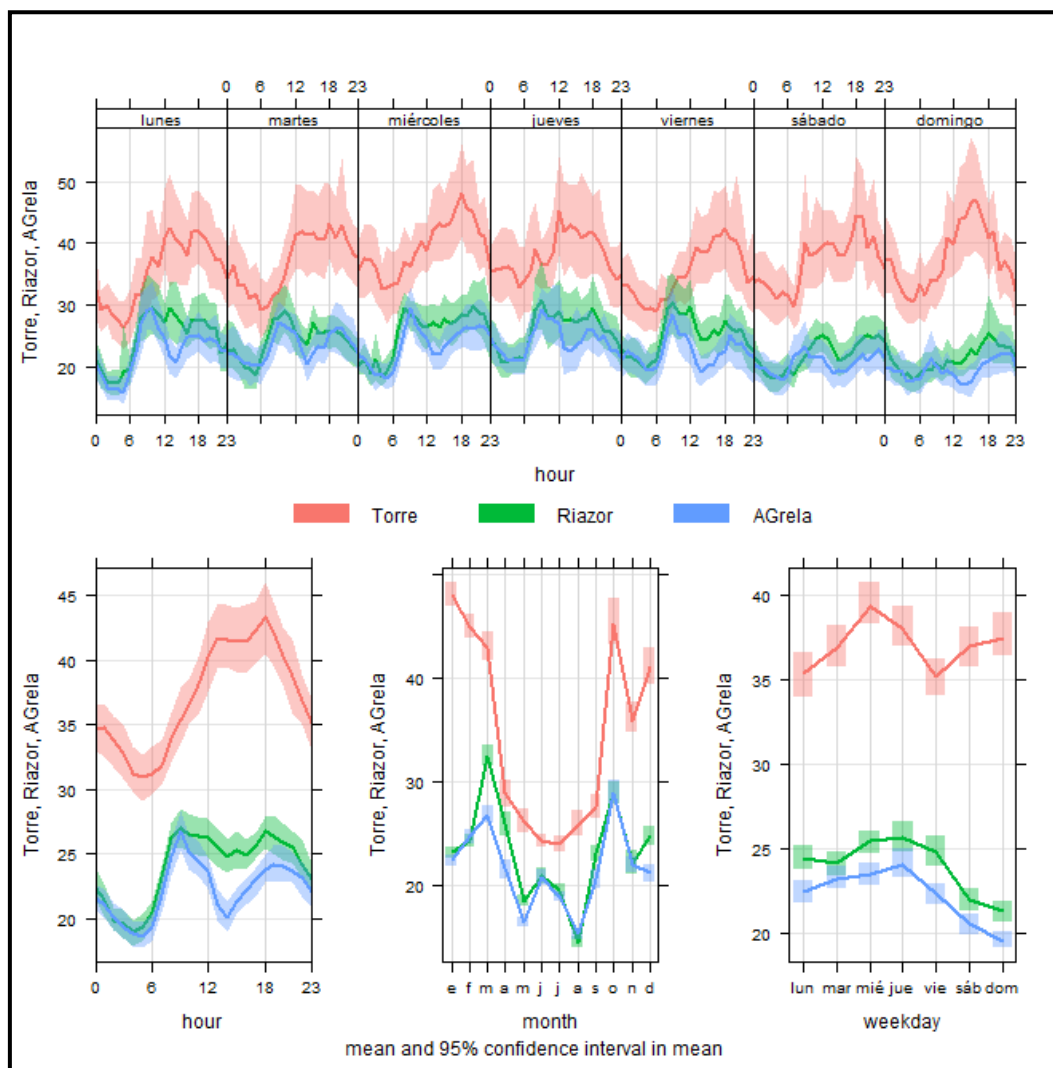 0 6 12 18 23 0 6 12 18 23 0 6 12 18 23
lunes martes miércoles jueves viernes sábado domingo
Torre, Riazor, AGrela
50
40
30
20
0 6 12 18 23 0 6 12 18 23 0 6 12 18 23 0 6 12 18 23
hour
Torre Riazor AGrela
Torre, Riazor, AGrela
45
40
35
30
25
20
0 6 12 18 23
hour
Torre, Riazor, AGrela
40
30
20
e f m a m j j a s o n d
month
Torre, Riazor, AGrela
40
35
30
25
20
lun mar mié jue vie sáb dom
weekday
mean and 95% confidence interval in mean